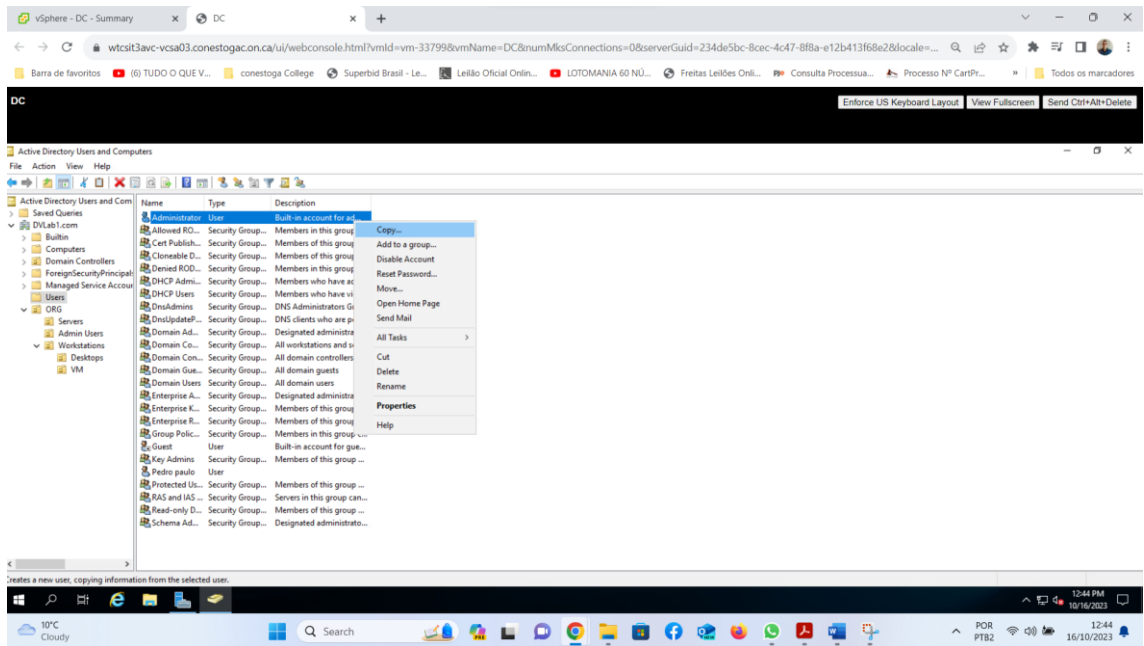 vSphere - DC - Summary
DC
wtcsit3avc-vcsa03.conestogac.on.ca/ui/webconsole.html?vmId=vm-33799&vmName=DC&numMksConnections=0&serverGuid=234de5bc-8cec-4c47-8f8a-e12b413f68e2&locale=...
Barra de favoritos
(6) TUDO O QUE V...
conestoga College
Superbid Brasil - Le...
Leilão Oficial Onlin...
LOTOMANIA 60 NÚ...
Freitas Leilões Onli...
Consulta Processua...
Processo Nº CartPr...
»
Todos os marcadores
DC
Enforce US Keyboard Layout
View Fullscreen
Send Ctrl+Alt+Delete
Active Directory Users and Computers
File Action View Help
Active Directory Users and Com
Saved Queries
DVLab1.com
Builtin
Computers
Domain Controllers
ForeignSecurityPrincipals
Managed Service Accou
Users
ORG
Servers
Admin Users
Workstations
Desktops
VM
Name Type Description
Administrator User Built-in account for ad...
Allowed RO... Security Group... Members in this group
Cert Publish... Security Group... Members of this group
Cloneable D... Security Group... Members of this group
Denied ROD... Security Group... Members in this group
DHCP Admi... Security Group... Members who have ac
DHCP Users Security Group... Members who have vi
DnsAdmins Security Group... DNS Administrators G
DnsUpdateP... Security Group... DNS clients who are p
Domain Ad... Security Group... Designated administra
Domain Co... Security Group... All workstations and s
Domain Con... Security Group... All domain controllers
Domain Gue... Security Group... All domain guests
Domain Users Security Group... All domain users
Enterprise A... Security Group... Designated administra
Enterprise K... Security Group... Members of this group
Enterprise R... Security Group... Members of this group
Group Polic... Security Group... Members in this group c...
Guest User Built-in account for gue...
Key Admins Security Group... Members of this group ...
Pedro paulo User
Protected Us... Security Group... Members of this group ...
RAS and IAS ... Security Group... Servers in this group can...
Read-only D... Security Group... Members of this group ...
Schema Ad... Security Group... Designated administrato...
Copy...
Add to a group...
Disable Account
Reset Password...
Move...
Open Home Page
Send Mail
All Tasks
Cut
Delete
Rename
Properties
Help
Creates a new user, copying information from the selected user.
12:44 PM
10/16/2023
10°C
Cloudy
Search
POR
PTB2
12:44
16/10/2023